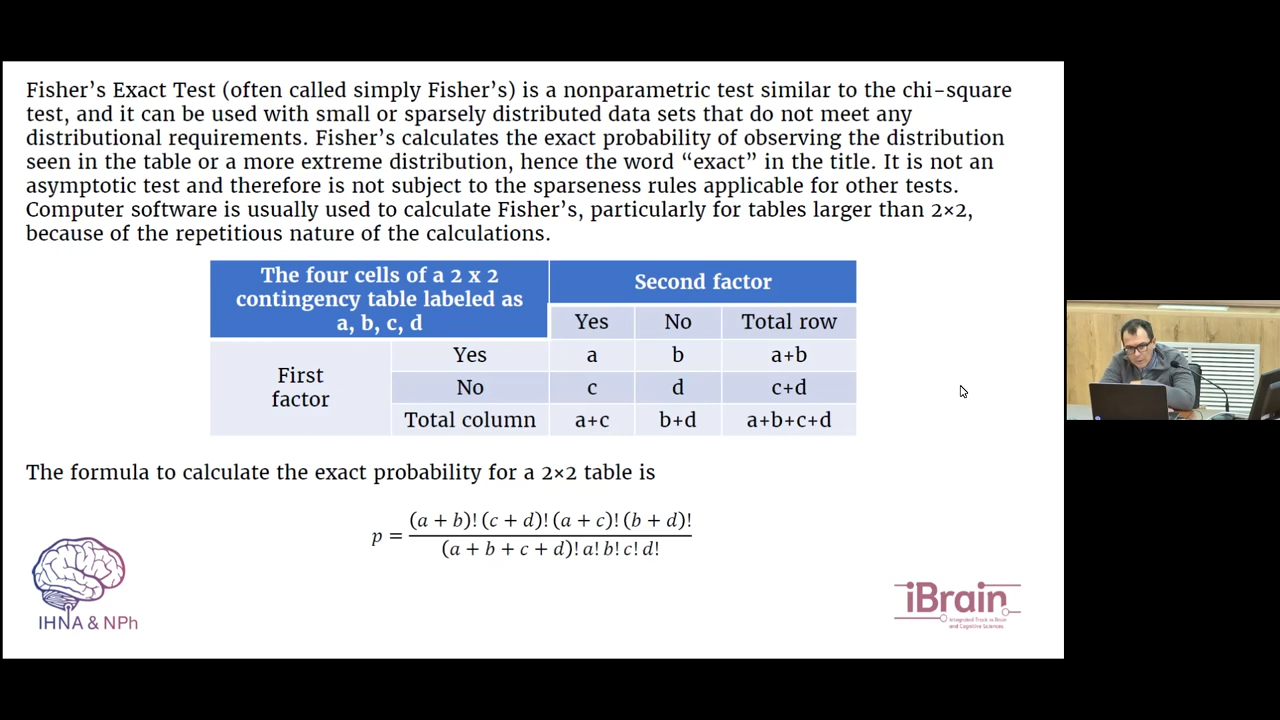 Fisher’s Exact Test (often called simply Fisher’s) is a nonparametric test similar to the chi-square
test, and it can be used with small or sparsely distributed data sets that do not meet any
distributional requirements. Fisher’s calculates the exact probability of observing the distribution
seen in the table or a more extreme distribution, hence the word “exact” in the title. It is not an
asymptotic test and therefore is not subject to the sparseness rules applicable for other tests.
Computer software is usually used to calculate Fisher’s, particularly for tables larger than 2×2,
because of the repetitious nature of the calculations.
The four cells of a 2 x 2
contingency table labeled as
a, b, c, d
Second factor
Yes No Total row
First
factor
Yes a b a+b
No c d c+d
Total column a+c b+d a+b+c+d
The formula to calculate the exact probability for a 2×2 table is
p = (a + b)! (c + d)! (a + c)! (b + d)!
(a + b + c + d)! a! b! c! d!
IHNA & NPh
iBrain
Integrated Track in Brain
and Cognitive Sciences